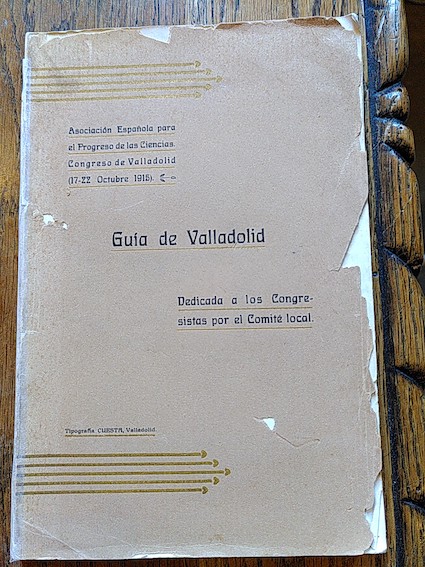 Asociación Española para
el Progreso de las Ciencias.
Congreso de Valladolid
(17-22 Octubre 1915).
Guía de Valladolid
Dedicada a los Congre-
sistas por el Comité local.
Tipografía CUESTA, Valladolid.